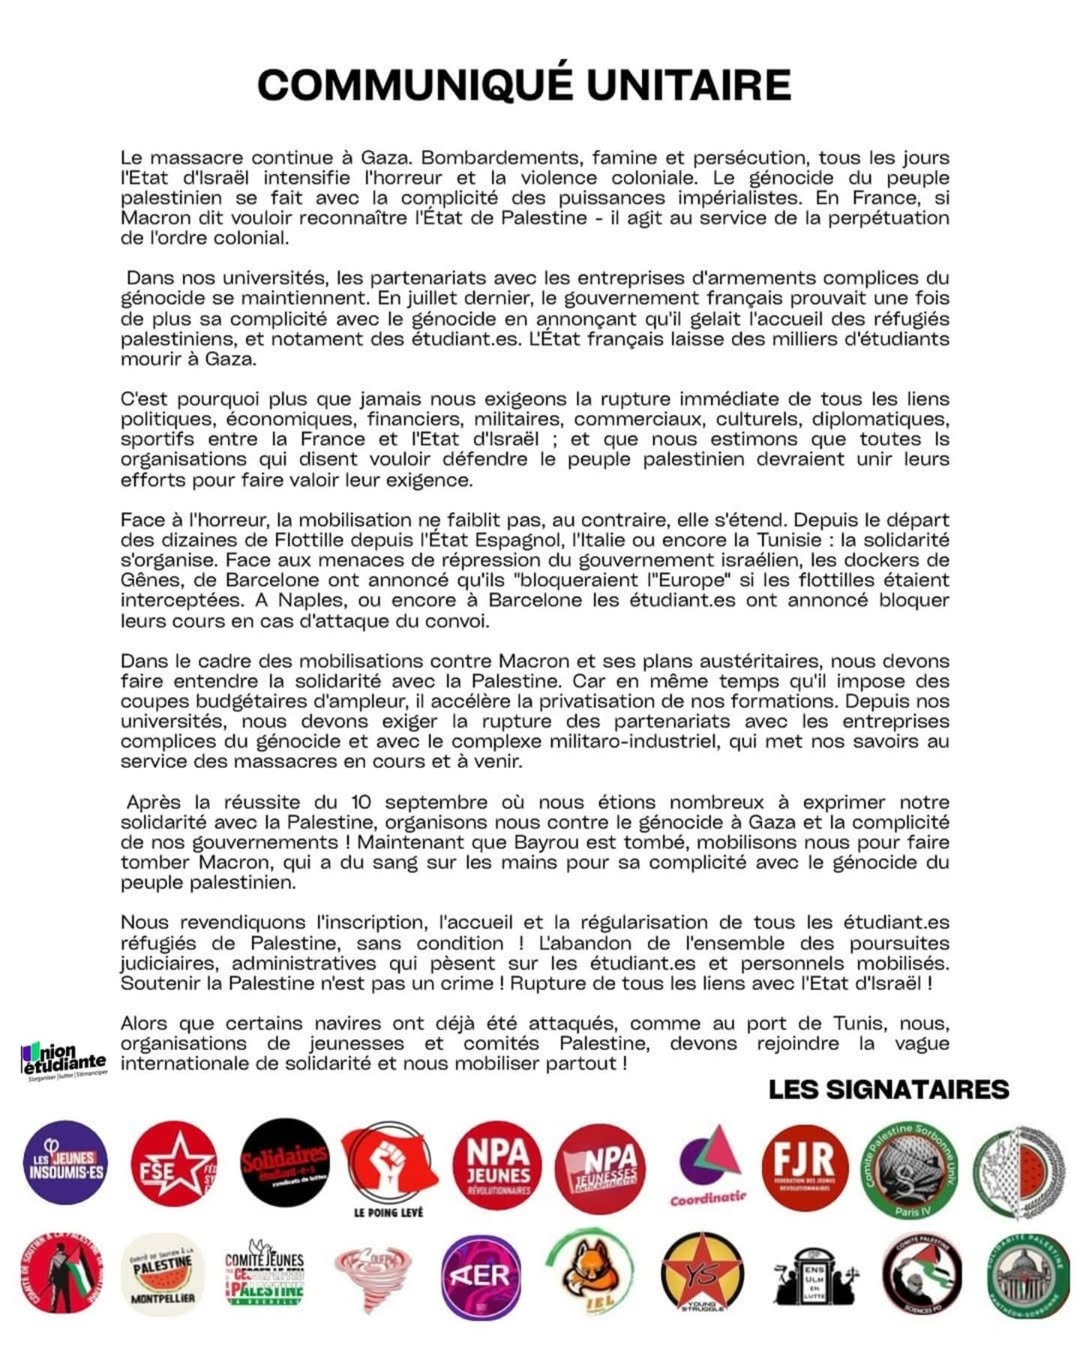 COMMUNIQUÉ UNITAIRE
Le massacre continue à Gaza. Bombardements, famine et persécution, tous les jours
l'Etat d'Israël intensifie l'horreur et la violence coloniale. Le génocide du peuple
palestinien se fait avec la complicité des puissances impérialistes. En France, si
Macron dit vouloir reconnaître l'État de Palestine - il agit au service de la perpétuation
de l'ordre colonial.
Dans nos universités, les partenariats avec les entreprises d'armements complices du
génocide se maintiennent. En juillet dernier, le gouvernement français prouvait une fois
de plus sa complicité avec le génocide en annonçant qu'il gelait l'accueil des réfugiés
palestiniens, et notament des étudiant.es. L'État français laisse des milliers d'étudiants
mourir à Gaza.
C'est pourquoi plus que jamais nous exigeons la rupture immédiate de tous les liens
politiques, économiques, financiers, militaires, commerciaux, culturels, diplomatiques,
sportifs entre la France et l'Etat d'Israël ; et que nous estimons que toutes ls
organisations qui disent vouloir défendre le peuple palestinien devraient unir leurs
efforts pour faire valoir leur exigence.
Face à l'horreur, la mobilisation ne faiblit pas, au contraire, elle s'étend. Depuis le départ
des dizaines de Flottille depuis l'État Espagnol, l'Italie ou encore la Tunisie : la solidarité
s'organise. Face aux menaces de répression du gouvernement israélien, les dockers de
Gênes, de Barcelone ont annoncé qu'ils "bloqueraient l"Europe" si les flottilles étaient
interceptées. A Naples, ou encore à Barcelone les étudiant.es ont annoncé bloquer
leurs cours en cas d'attaque du convoi.
Dans le cadre des mobilisations contre Macron et ses plans austéritaires, nous devons
faire entendre la solidarité avec la Palestine. Car en même temps qu'il impose des
coupes budgétaires d'ampleur, il accélère la privatisation de nos formations. Depuis nos
universités, nous devons exiger la rupture des partenariats avec les entreprises
complices du génocide et avec le complexe militaro-industriel, qui met nos savoirs au
service des massacres en cours et à venir.
Après la réussite du 10 septembre où nous étions nombreux à exprimer notre
solidarité avec la Palestine, organisons nous contre le génocide à Gaza et la complicité
de nos gouvernements ! Maintenant que Bayrou est tombé, mobilisons nous pour faire
tomber Macron, qui a du sang sur les mains pour sa complicité avec le génocide du
peuple palestinien.
Nous revendiquons l'inscription, l'accueil et la régularisation de tous les étudiant.es
réfugiés de Palestine, sans condition ! L'abandon de l'ensemble des poursuites
judiciaires, administratives qui pèsent sur les étudiant.es et personnels mobilisés.
Soutenir la Palestine n'est pas un crime ! Rupture de tous les liens avec l'Etat d'Israël !
Alors que certains navires ont déjà été attaqués, comme au port de Tunis, nous,
organisations de jeunesses et comités Palestine, devons rejoindre la vague
internationale de solidarité et nous mobiliser partout !
Union
étudiante
S'organiser | lutter | S'émanciper
LES SIGNATAIRES
LES JEUNES
INSOUMIS·ES
FSE
Solidaires
étudiant-e-s
syndicats de luttes
LE POING LEVÉ
NPA
JEUNES
RÉVOLUTIONNAIRES
NPA
JEUNESSES
ANTICAPITALISTES
Coordinatio
FJR
FEDERATION DES JEUNES
REVOLUTIONNAIRES
Comité Palestine Sorbonne Univ
Paris IV
COMITÉ DE SOUTIEN À LA PALESTINE
COMITÉ DE SOUTIEN À LA
PALESTINE
MONTPELLIER
COMITÉ JEUNES
PALESTINE
AER
IEL
YS
YOUNG
STRUGGLE
ENS
ULM
EN
LUTTE
COMITÉ PALESTINE
SCIENCES PO
SOLIDARITÉ PALESTINE
PANTHÉON-SORBONNE